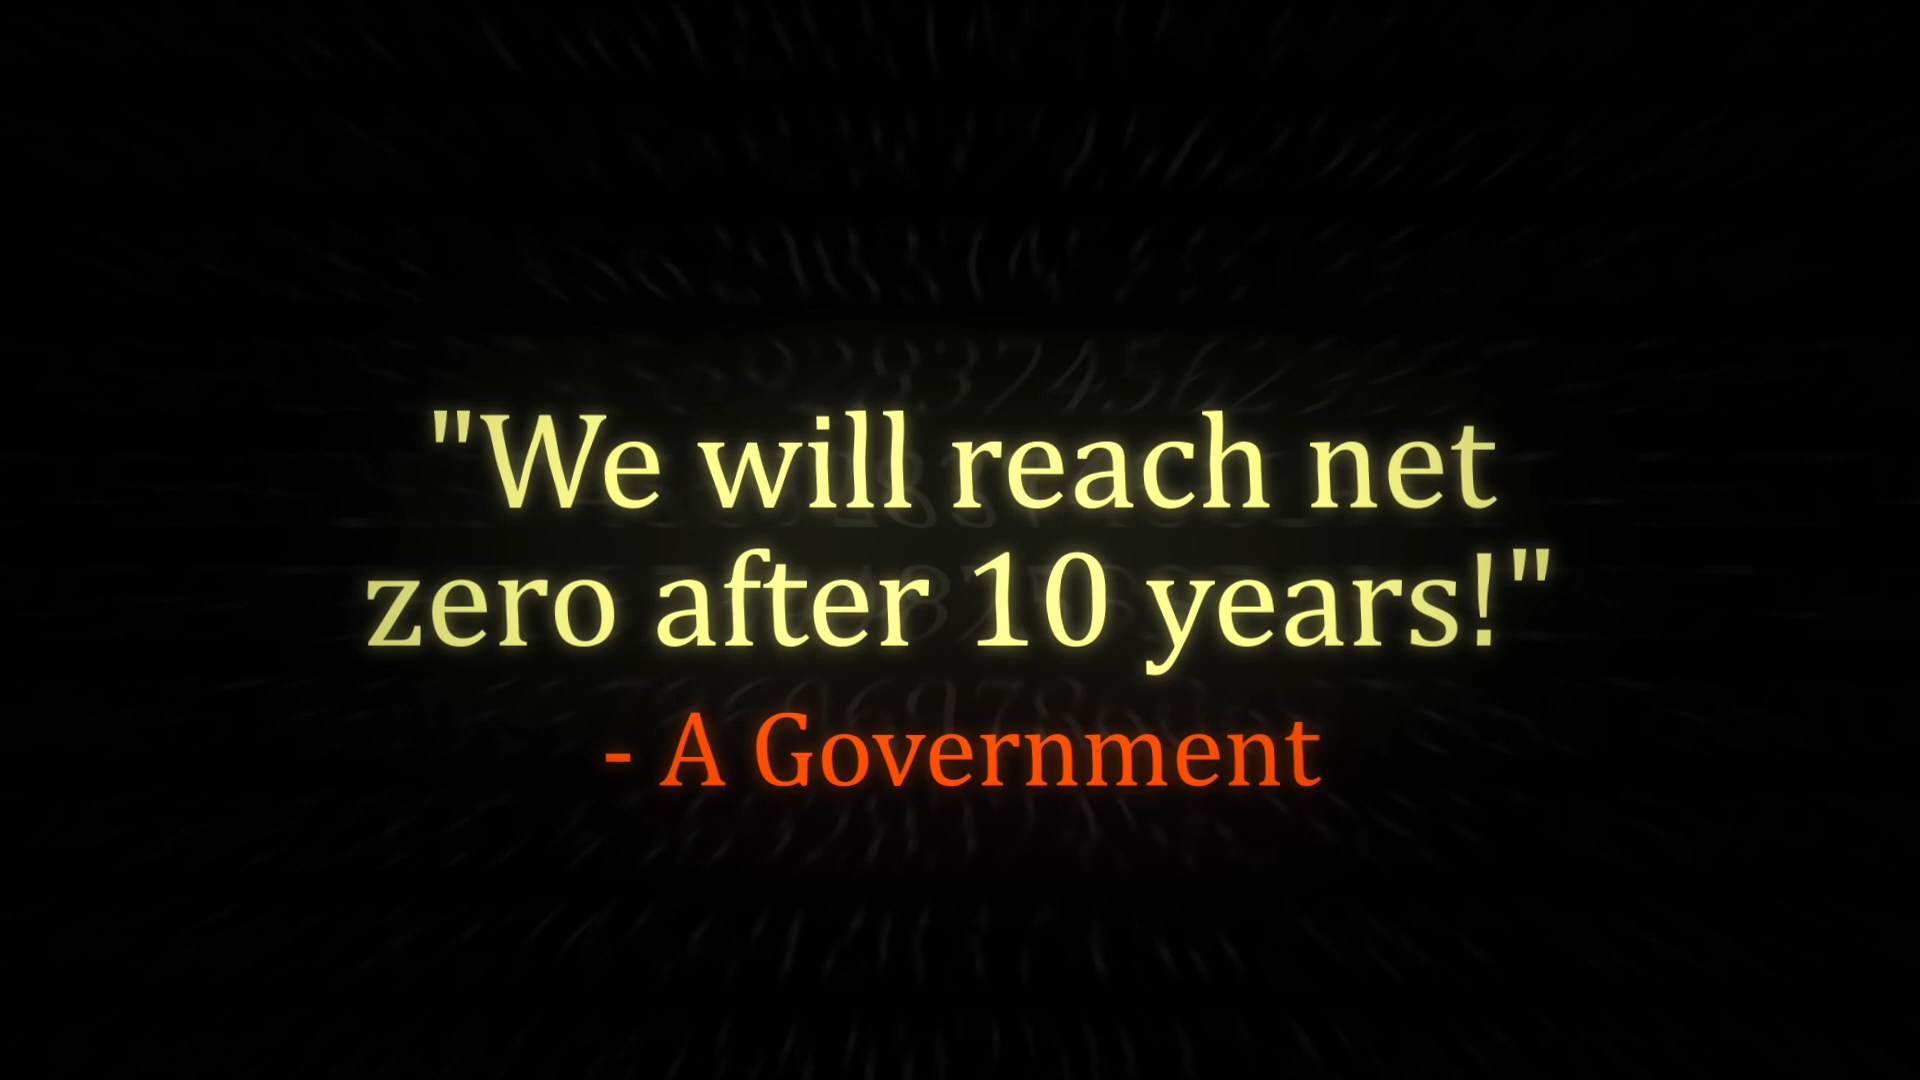 "We will reach net
zero after 10 years!"
- A Government